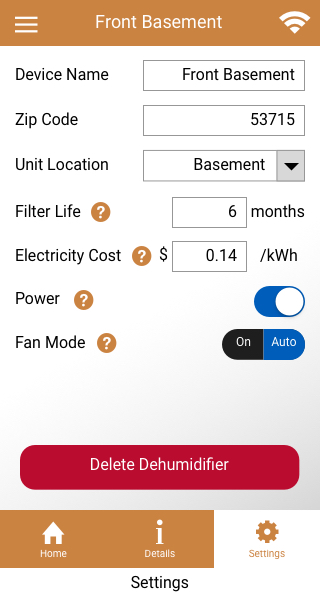 Front Basement
Device Name Front Basement
Zip Code 53715
Unit Location Basement
Filter Life ? 6 months
Electricity Cost ? $ 0.14 /kWh
Power ?
Fan Mode ? On Auto
Delete Dehumidifier
Home Details Settings
Settings